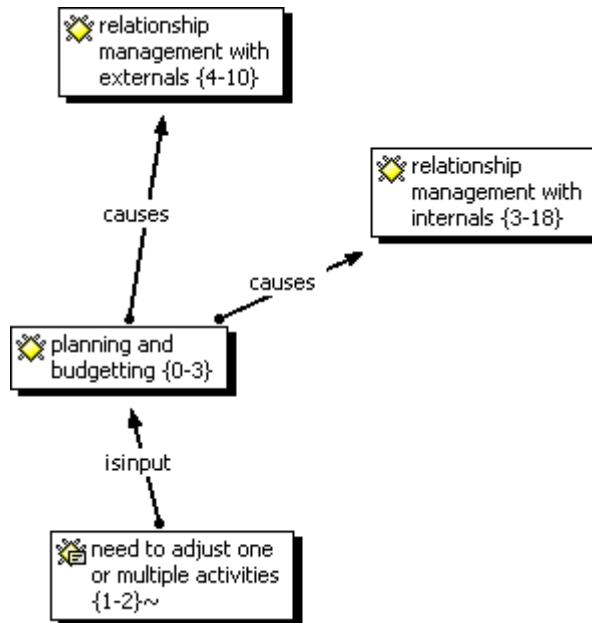 relationship
management with
externals {4-10}
relationship
management with
internals {3-18}
causes
causes
planning and
budgetting {0-3}
isinput
need to adjust one
or multiple activities
{1-2}~